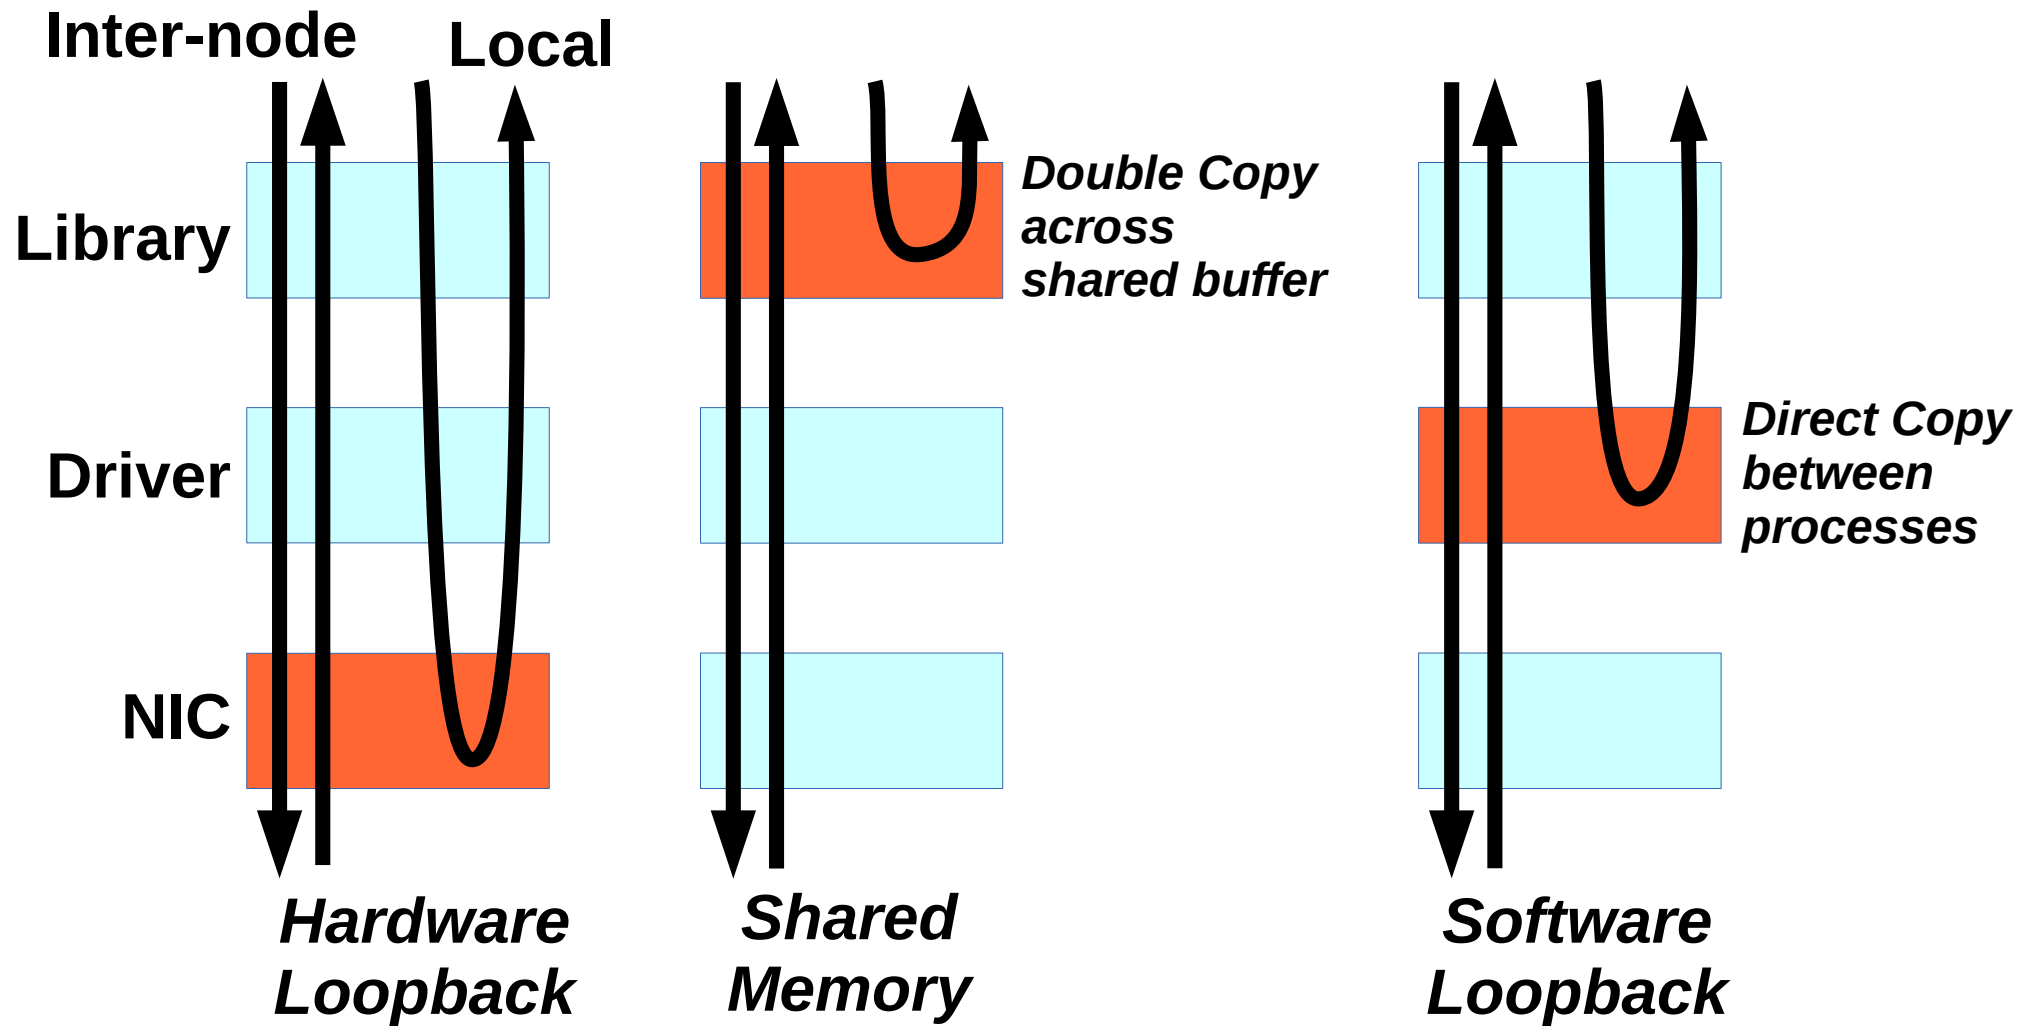 Inter-node
Local
Library
Double Copy
across
shared buffer
Driver
Direct Copy
between
processes
NIC
Hardware
Loopback
Shared
Memory
Software
Loopback